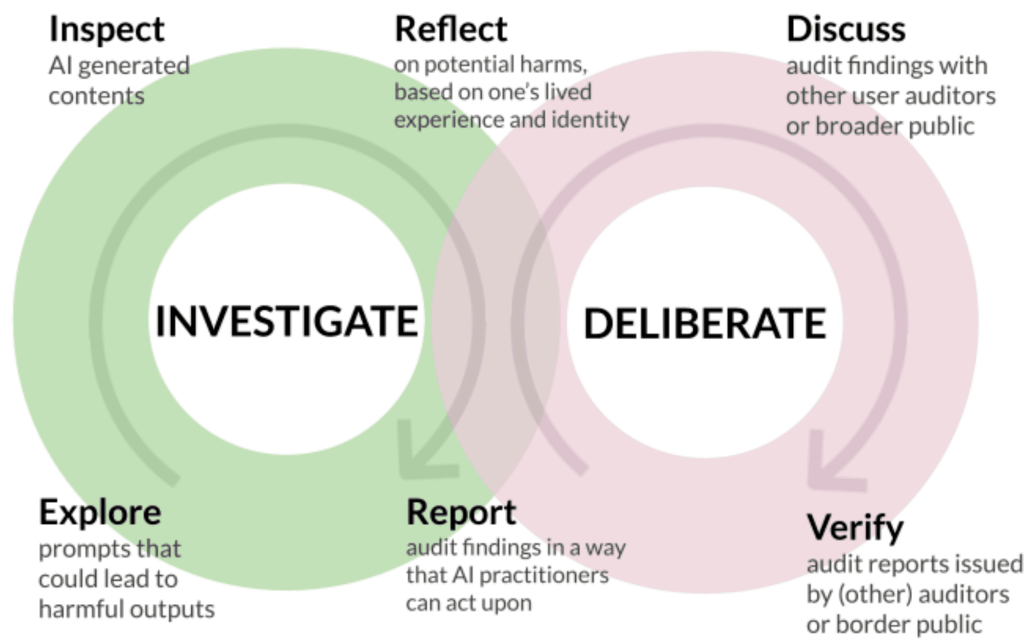 Inspect
AI generated
contents
Reflect
on potential harms,
based on one's lived
experience and identity
Discuss
audit findings with
other user auditors
or broader public
INVESTIGATE
DELIBERATE
Explore
prompts that
could lead to
harmful outputs
Report
audit findings in a way
that AI practitioners
can act upon
Verify
audit reports issued
by (other) auditors
or border public